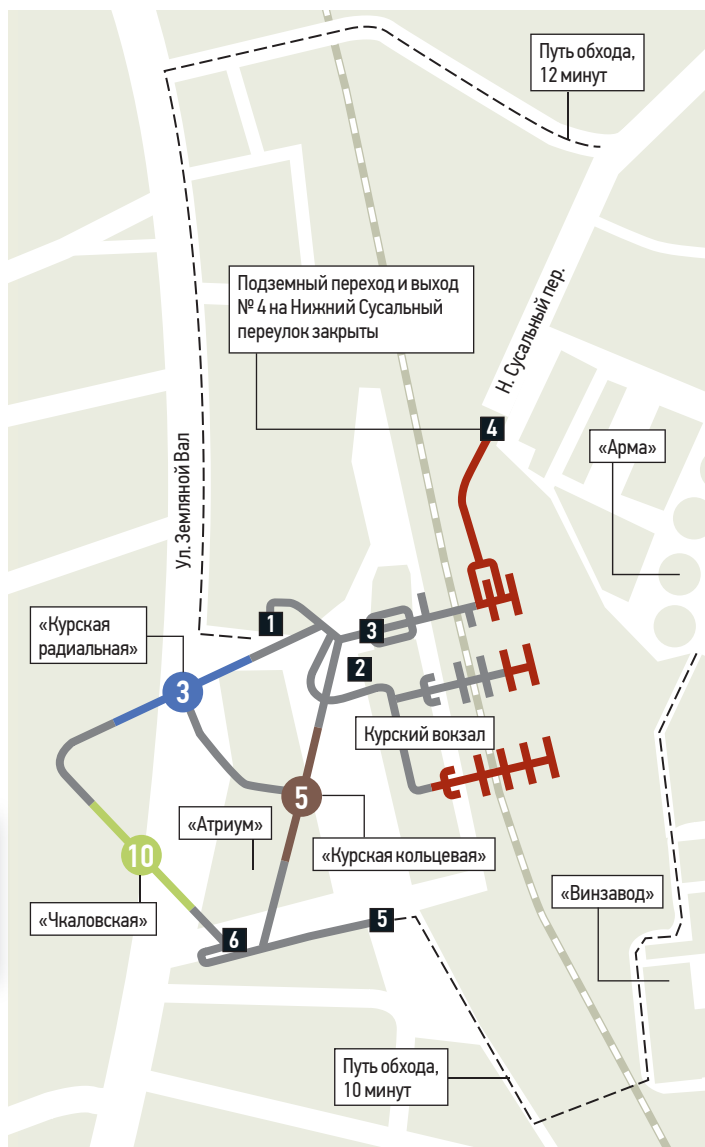 Путь обхода,
12 минут
Подземный переход и выход
№ 4 на Нижний Сусальный
переулок закрыты
Н. Сусальный пер.
4
«Арма»
Ул. Земляной Вал
1
3
«Курская
радиальная»
2
3
Курский вокзал
5
«Атриум»
«Курская кольцевая»
10
«Винзавод»
«Чкаловская»
5
6
Путь обхода,
10 минут